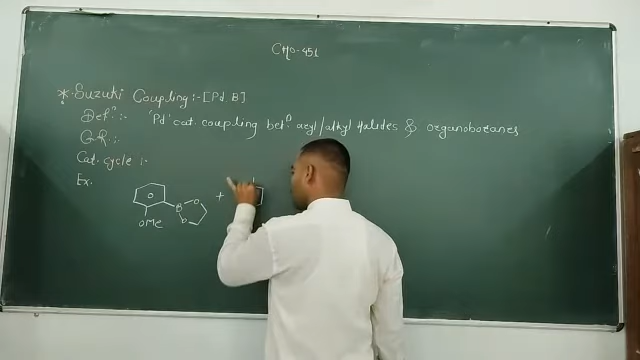 CHO-451
* Suzuki Coupling :- [Pd, B]
Defn :- 'Pd' cat. coupling betn aryl/alkyl Halides & organoboranes
G.R. :-
Cat. cycle :-
Ex.
B O O +
OMe